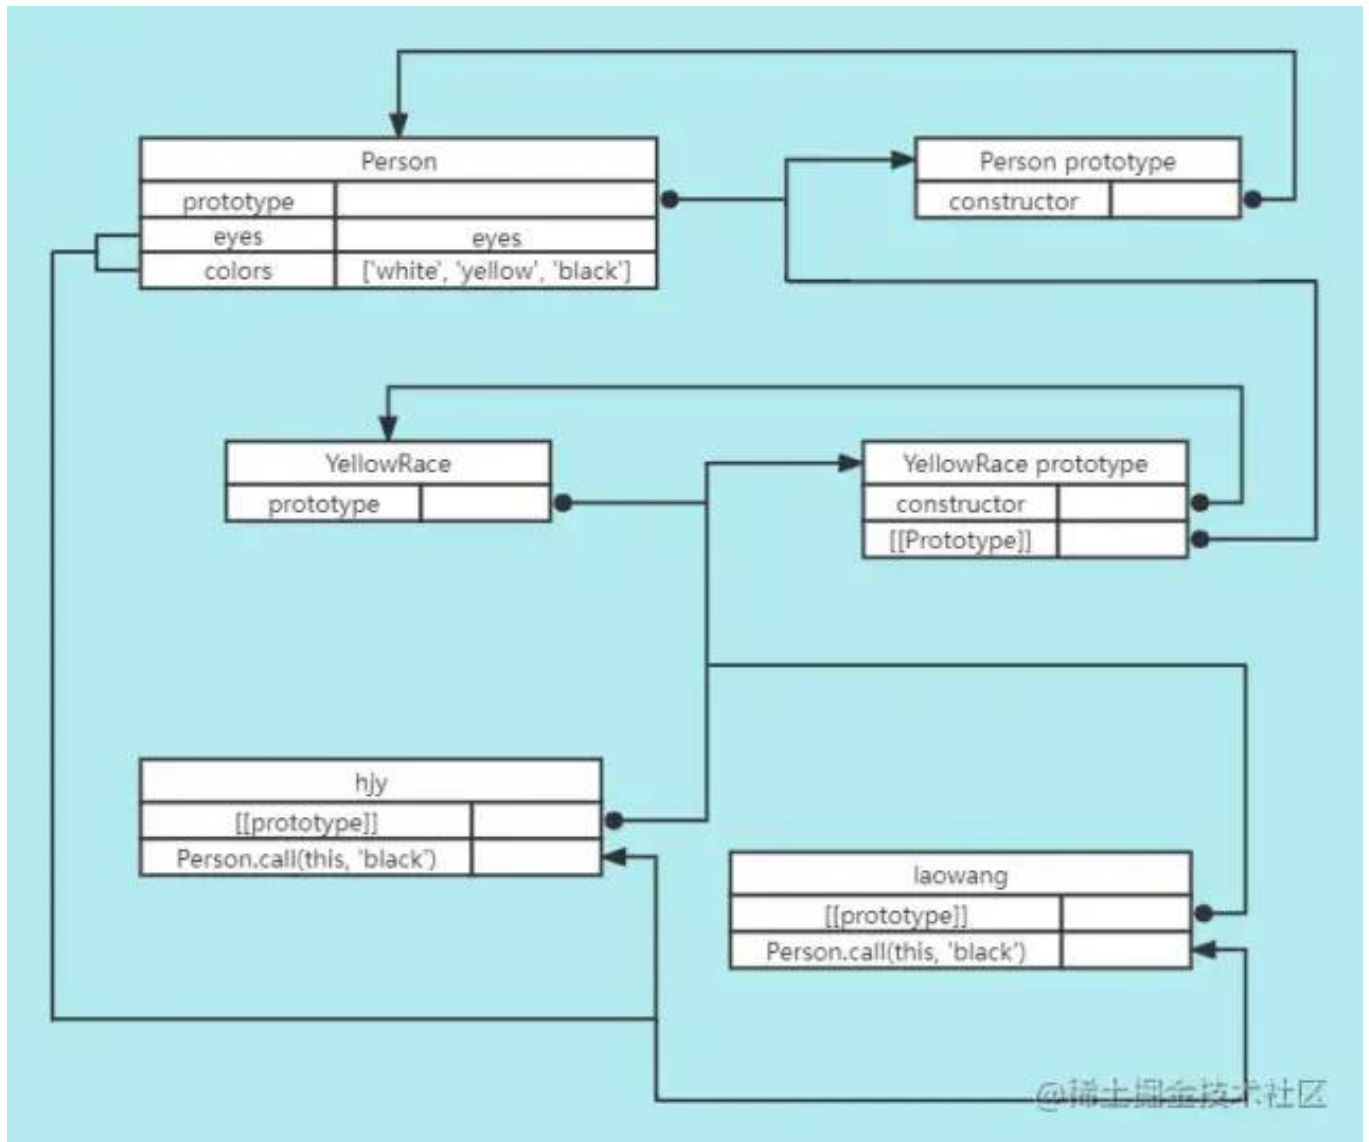 Person
Person prototype
prototype
constructor
eyes eyes
colors ['white', 'yellow', 'black']
YellowRace
YellowRace prototype
prototype
constructor
[[Prototype]]
hjy
[[prototype]]
Person.call(this, 'black')
laowang
[[prototype]]
Person.call(this, 'black')
@稀土掘金技术社区